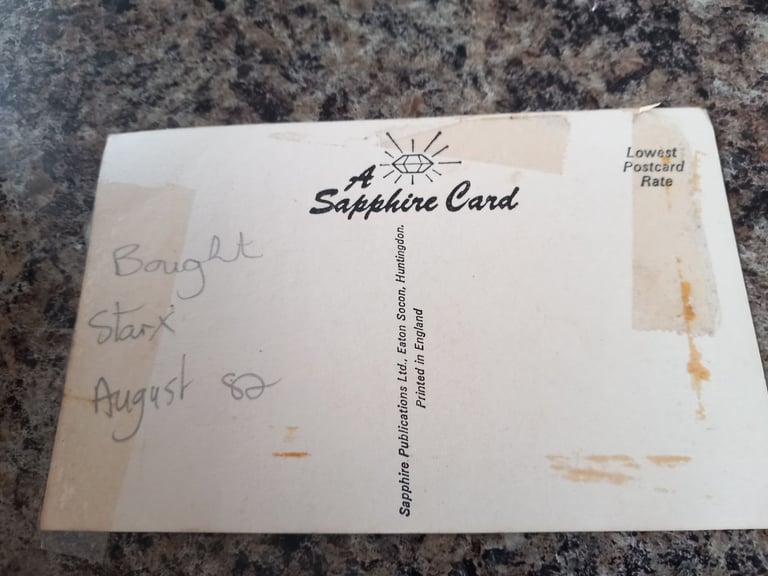 A
Sapphire Card
Lowest
Postcard
Rate
Bought
Starx
August 82
Sapphire Publications Ltd., Eaton Socon, Huntingdon.
Printed in England